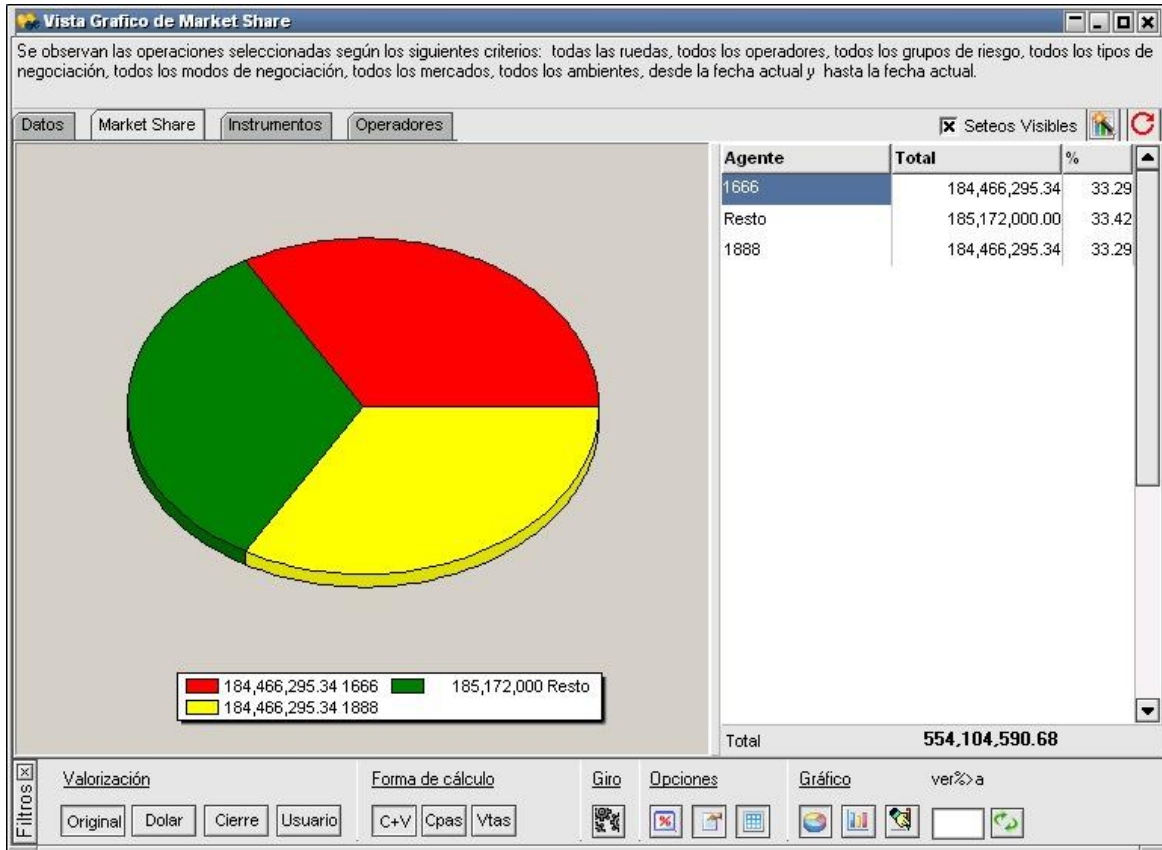 Vista Grafico de Market Share
Se observan las operaciones seleccionadas según los siguientes criterios: todas las ruedas, todos los operadores, todos los grupos de riesgo, todos los tipos de
negociación, todos los modos de negociación, todos los mercados, todos los ambientes, desde la fecha actual y hasta la fecha actual.
Datos Market Share Instrumentos Operadores Seteos Visibles
Agente Total %
1666 184,466,295.34 33.29
Resto 185,172,000.00 33.42
1888 184,466,295.34 33.29
184,466,295.34 1666 185,172,000 Resto
184,466,295.34 1888
Total 554,104,590.68
Filtros
Valorización Forma de cálculo Giro Opciones Gráfico ver%>a
Original Dolar Cierre Usuario C+V Cpas Vtas